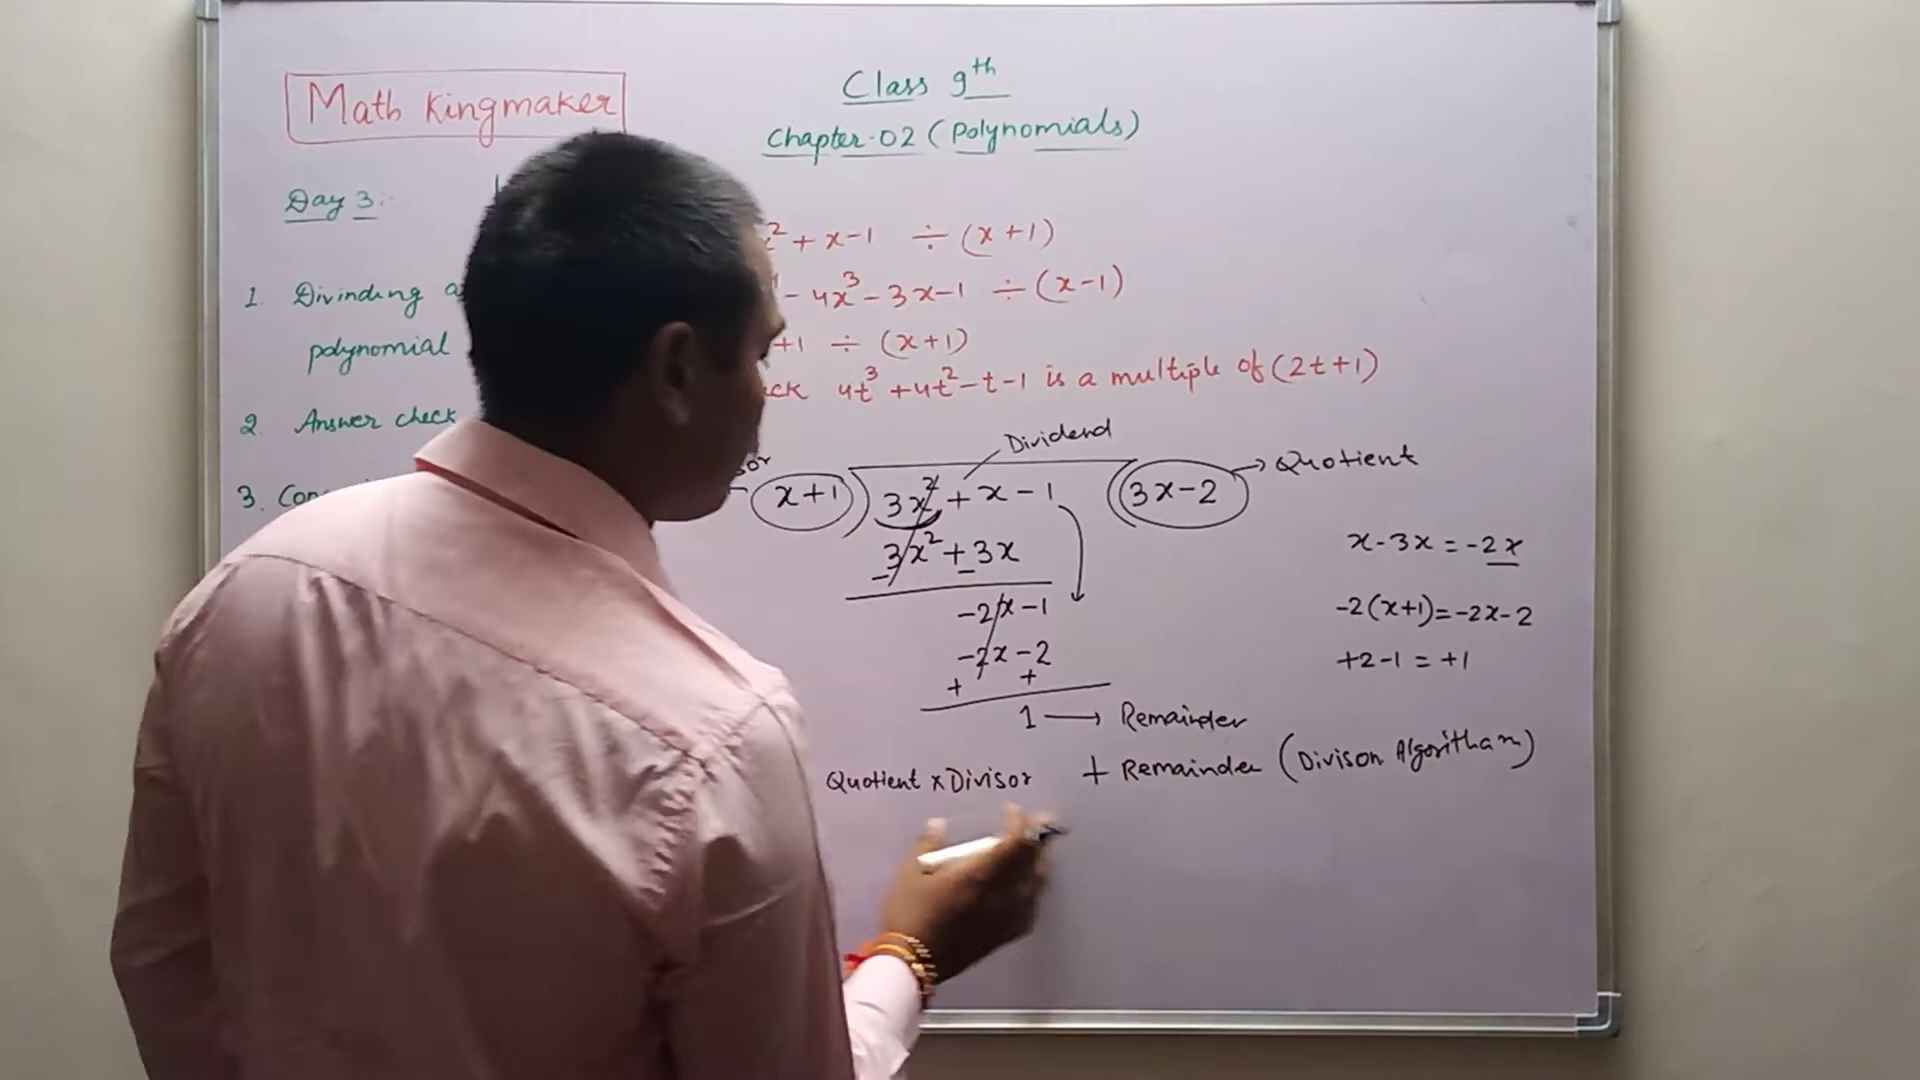 Math Kingmaker
Class 9th
Chapter-02 (Polynomials)
Day 3:-
² + x-1 ÷ (x+1)
- 4x³ - 3x-1 ÷ (x-1)
+1 ÷ (x+1)
4t³ + 4t² - t - 1 is a multiple of (2t+1)
1. Divinding
polynomial
2. Answer check
3.
Dividend
x+1 ) 3x² + x - 1 ( 3x-2 → Quotient
3x² + 3x
-
-
-2x - 1
-2x - 2
+ +
1 → Remainder
x-3x = -2x
-2(x+1) = -2x-2
+2-1 = +1
Quotient x Divisor + Remainder (Divison Algoritham)